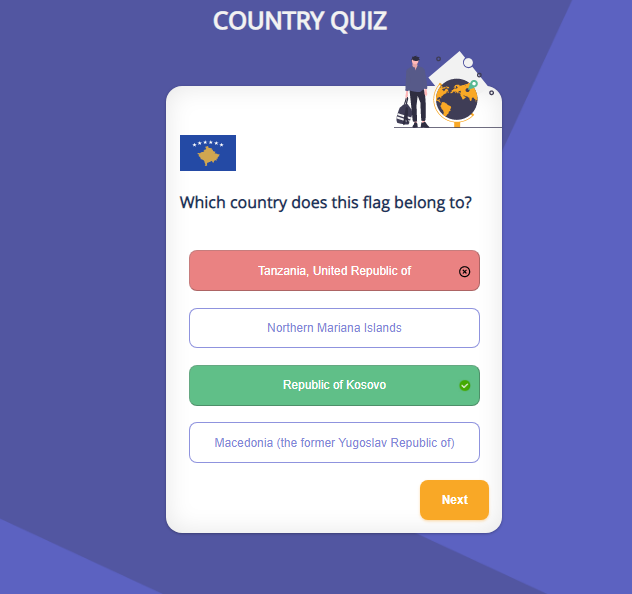 COUNTRY QUIZ
Which country does this flag belong to?
Tanzania, United Republic of
Northern Mariana Islands
Republic of Kosovo
Macedonia (the former Yugoslav Republic of)
Next